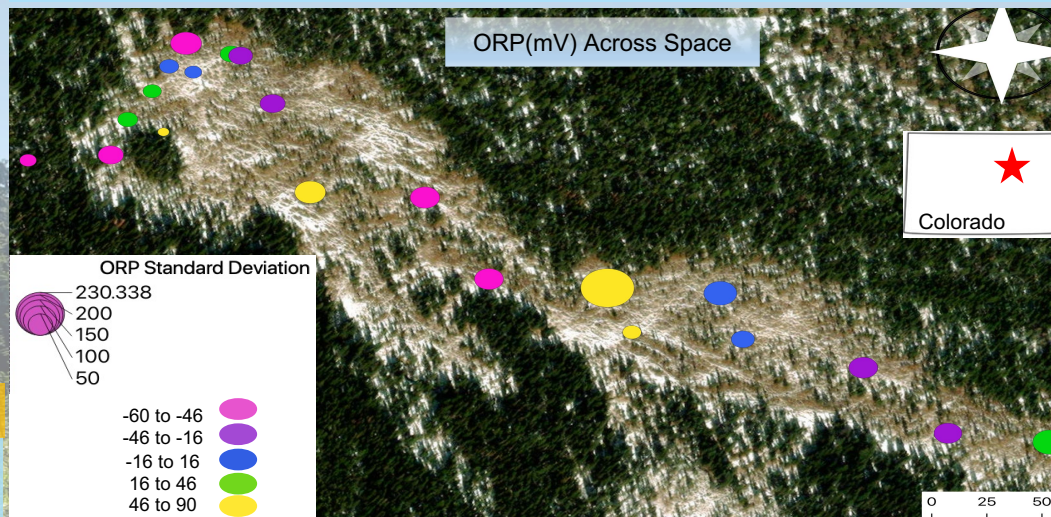 ORP(mV) Across Space
Colorado
ORP Standard Deviation
230.338
200
150
100
50
-60 to -46
-46 to -16
-16 to 16
16 to 46
46 to 90
0 25 50